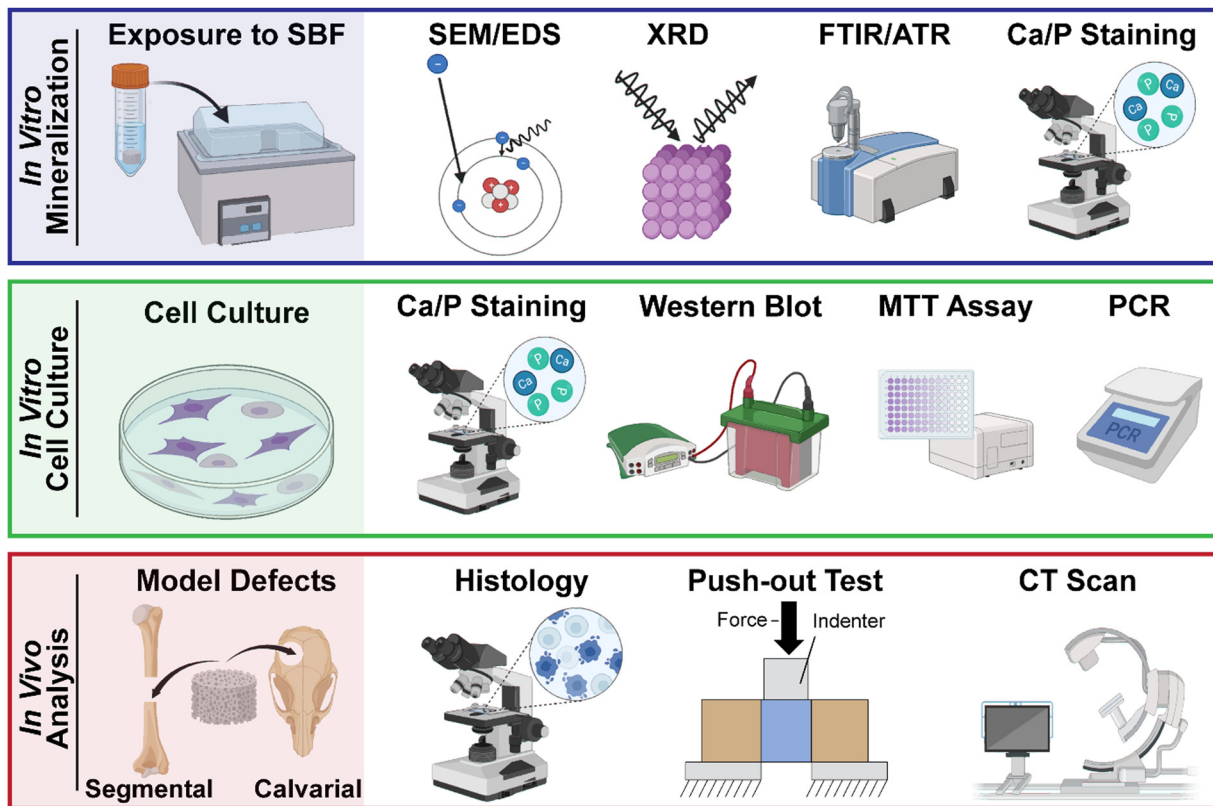 In Vitro
Mineralization
Exposure to SBF
SEM/EDS
XRD
FTIR/ATR
Ca/P Staining
P
Ca
Ca
P
P
P
In Vitro
Cell Culture
Cell Culture
Ca/P Staining
Western Blot
MTT Assay
PCR
P
Ca
Ca
P
P
P
PCR
In Vivo
Analysis
Model Defects
Segmental
Calvarial
Histology
Push-out Test
Force
Indenter
CT Scan